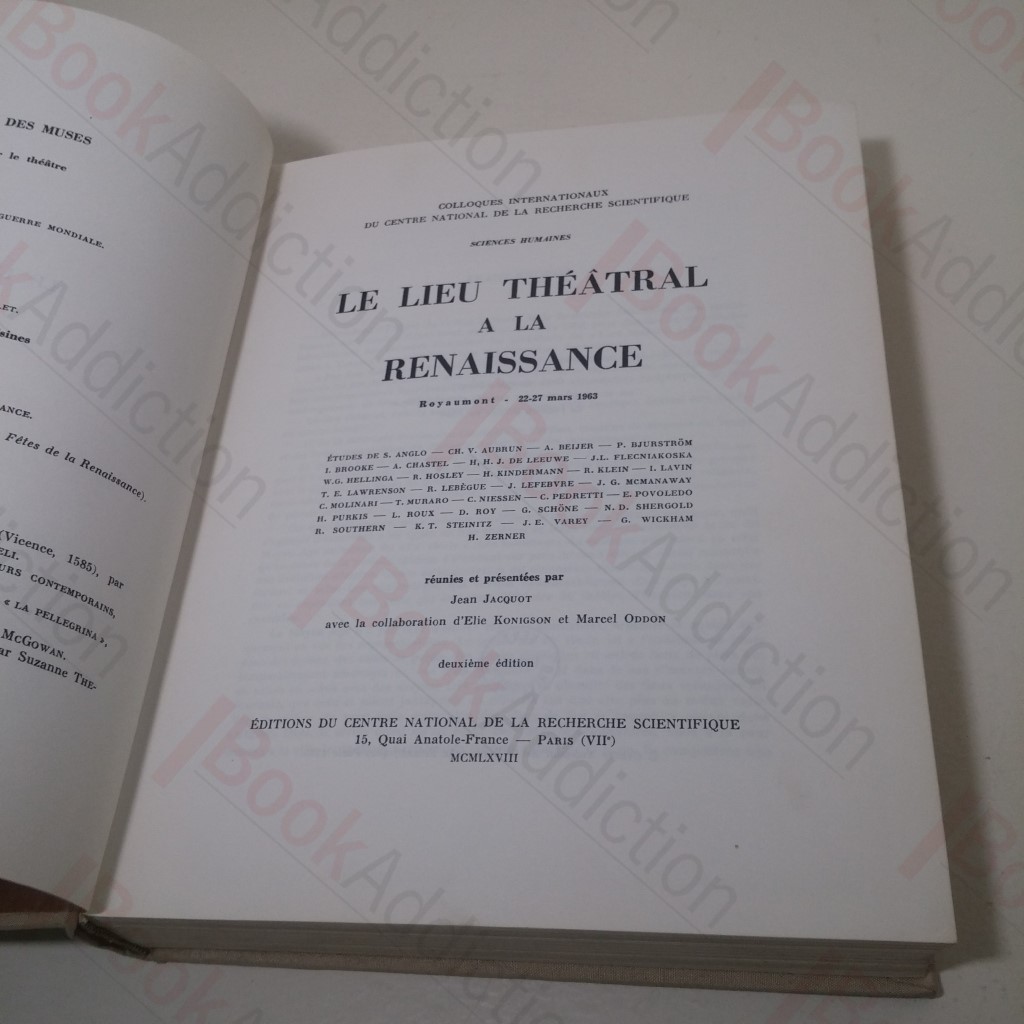 DES MUSES
le théâtre
GUERRE MONDIALE.
ET.
sines
ANCE.
Fêtes de la Renaissance).
(Vicence, 1585), par
ELI.
URS CONTEMPORAINS,
« LA PELLEGRINA »,
McGOWAN.
ar Suzanne THE-
COLLOQUES INTERNATIONAUX
DU CENTRE NATIONAL DE LA RECHERCHE SCIENTIFIQUE
SCIENCES HUMAINES
LE LIEU THÉÂTRAL
A LA
RENAISSANCE
Royaumont - 22-27 mars 1963
ÉTUDES DE S. ANGLO — CH. V. AUBRUN — A. BEIJER — P. BJURSTRÖM
I. BROOKE — A. CHASTEL — H. H. J. DE LEEUWE — J.L. FLECNIAKOSKA
W.G. HELLINGA — R. HOSLEY — H. KINDERMANN — R. KLEIN — I. LAVIN
T. E. LAWRENSON — R. LEBÈGUE — J. LEFEBVRE — J. G. MCMANAWAY
C. MOLINARI — T. MURARO — C. NIESSEN — C. PEDRETTI — E. POVOLEDO
H. PURKIS — L. ROUX — D. ROY — G. SCHÖNE — N. D. SHERGOLD
R. SOUTHERN — K. T. STEINITZ — J. E. VAREY — G. WICKHAM
H. ZERNER
réunies et présentées par
Jean JACQUOT
avec la collaboration d'Elie KONIGSON et Marcel ODDON
deuxième édition
ÉDITIONS DU CENTRE NATIONAL DE LA RECHERCHE SCIENTIFIQUE
15, Quai Anatole-France — PARIS (VIIe)
MCMLXVIII
BookAddiction